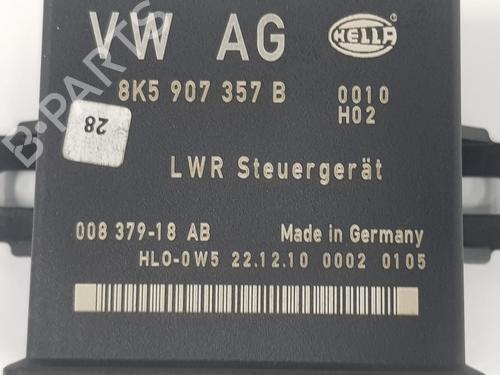 VW AG HELLA
8K5 907 357 B 0010
H02
28
LWR Steuergerät
008 379-18 AB Made in Germany
HLO-0W5 22.12.10 0002 0105
B-PARTS